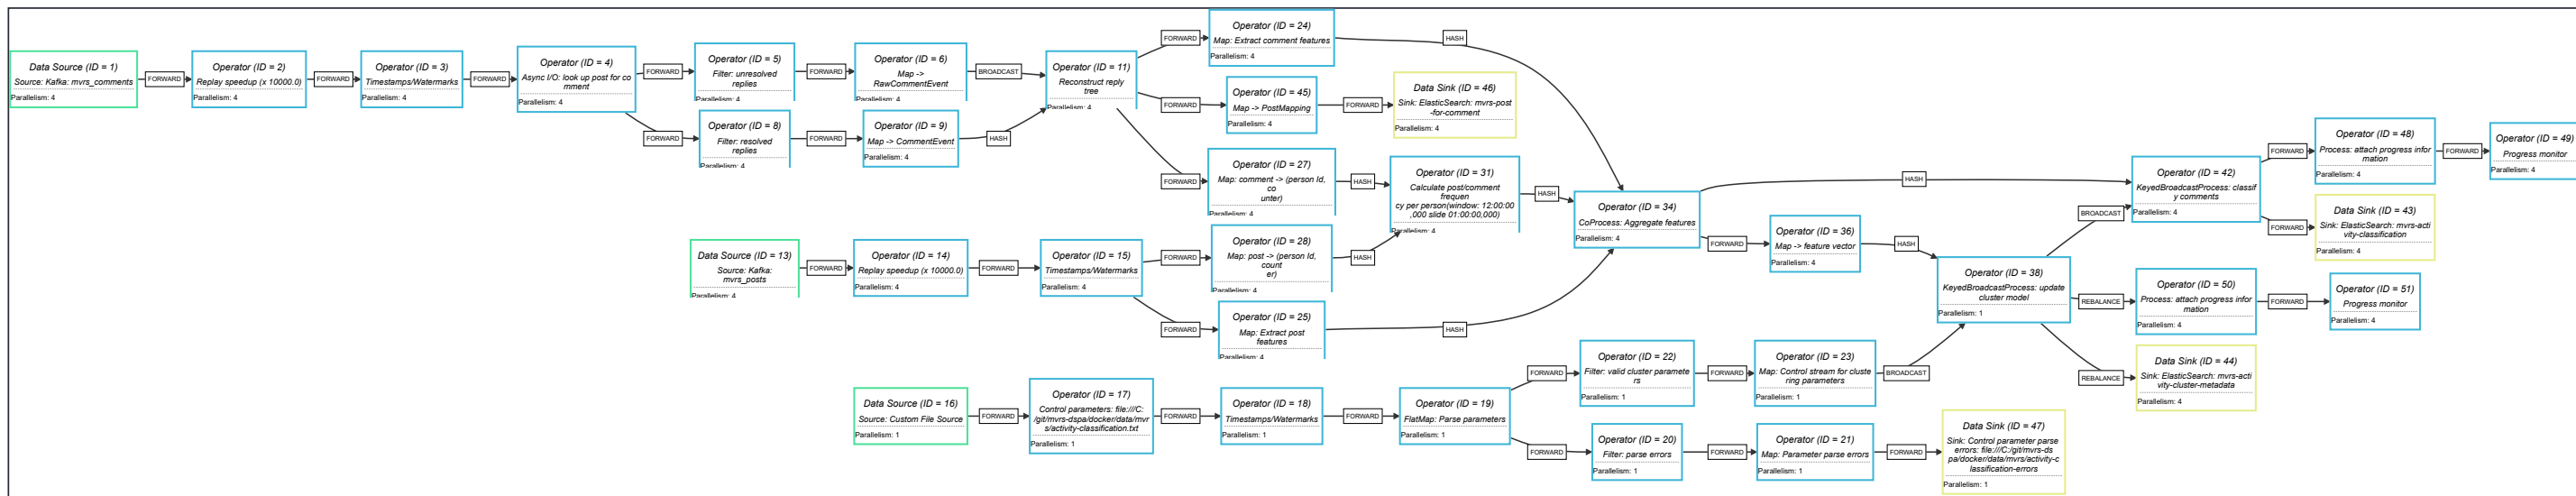 Data Source (ID = 1)
Source: Kafka: mvrs_comments
Parallelism: 4
FORWARD
Operator (ID = 2)
Replay speedup (x 10000.0)
Parallelism: 4
FORWARD
Operator (ID = 3)
Timestamps/Watermarks
Parallelism: 4
FORWARD
Operator (ID = 4)
Async I/O: look up post for co
mment
Parallelism: 4
FORWARD
Operator (ID = 5)
Filter: unresolved
replies
Parallelism: 4
FORWARD
Operator (ID = 6)
Map ->
RawCommentEvent
Parallelism: 4
BROADCAST
FORWARD
Operator (ID = 8)
Filter: resolved
replies
Parallelism: 4
FORWARD
Operator (ID = 9)
Map -> CommentEvent
Parallelism: 4
HASH
Operator (ID = 11)
Reconstruct reply
tree
Parallelism: 4
FORWARD
Operator (ID = 24)
Map: Extract comment features
Parallelism: 4
HASH
FORWARD
Operator (ID = 45)
Map -> PostMapping
Parallelism: 4
FORWARD
Data Sink (ID = 46)
Sink: ElasticSearch: mvrs-post
-for-comment
Parallelism: 4
FORWARD
Operator (ID = 27)
Map: comment -> (person Id,
co
unter)
Parallelism: 4
HASH
Operator (ID = 31)
Calculate post/comment
frequen
cy per person(window: 12:00:00
,000 slide 01:00:00,000)
Parallelism: 4
HASH
Data Source (ID = 13)
Source: Kafka:
mvrs_posts
Parallelism: 4
FORWARD
Operator (ID = 14)
Replay speedup (x 10000.0)
Parallelism: 4
FORWARD
Operator (ID = 15)
Timestamps/Watermarks
Parallelism: 4
FORWARD
Operator (ID = 28)
Map: post -> (person Id,
count
er)
Parallelism: 4
HASH
FORWARD
Operator (ID = 25)
Map: Extract post
features
Parallelism: 4
HASH
Operator (ID = 34)
CoProcess: Aggregate features
Parallelism: 4
HASH
FORWARD
Operator (ID = 36)
Map -> feature vector
Parallelism: 4
HASH
Operator (ID = 38)
KeyedBroadcastProcess: update
cluster model
Parallelism: 1
BROADCAST
Operator (ID = 42)
KeyedBroadcastProcess: classif
y comments
Parallelism: 4
FORWARD
Operator (ID = 48)
Process: attach progress infor
mation
Parallelism: 4
FORWARD
Operator (ID = 49)
Progress monitor
Parallelism: 4
FORWARD
Data Sink (ID = 43)
Sink: ElasticSearch: mvrs-acti
vity-classification
Parallelism: 4
REBALANCE
Operator (ID = 50)
Process: attach progress infor
mation
Parallelism: 4
FORWARD
Operator (ID = 51)
Progress monitor
Parallelism: 4
REBALANCE
Data Sink (ID = 44)
Sink: ElasticSearch: mvrs-acti
vity-cluster-metadata
Parallelism: 4
Data Source (ID = 16)
Source: Custom File Source
Parallelism: 1
FORWARD
Operator (ID = 17)
Control parameters: file:///C:
/git/mvrs-dspa/docker/data/mvr
s/activity-classification.txt
Parallelism: 1
FORWARD
Operator (ID = 18)
Timestamps/Watermarks
Parallelism: 1
FORWARD
Operator (ID = 19)
FlatMap: Parse parameters
Parallelism: 1
FORWARD
Operator (ID = 22)
Filter: valid cluster paramete
rs
Parallelism: 1
FORWARD
Operator (ID = 23)
Map: Control stream for cluste
ring parameters
Parallelism: 1
BROADCAST
FORWARD
Operator (ID = 20)
Filter: parse errors
Parallelism: 1
FORWARD
Operator (ID = 21)
Map: Parameter parse errors
Parallelism: 1
FORWARD
Data Sink (ID = 47)
Sink: Control parameter parse
errors: file:///C:/git/mvrs-ds
pa/docker/data/mvrs/activity-c
lassification-errors
Parallelism: 1